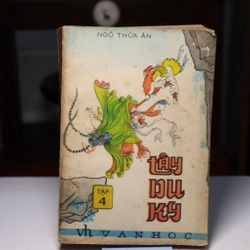 NGÔ THỪA ÂN
tây
DU
KÝ
TẬP
4
vh VĂN HỌC